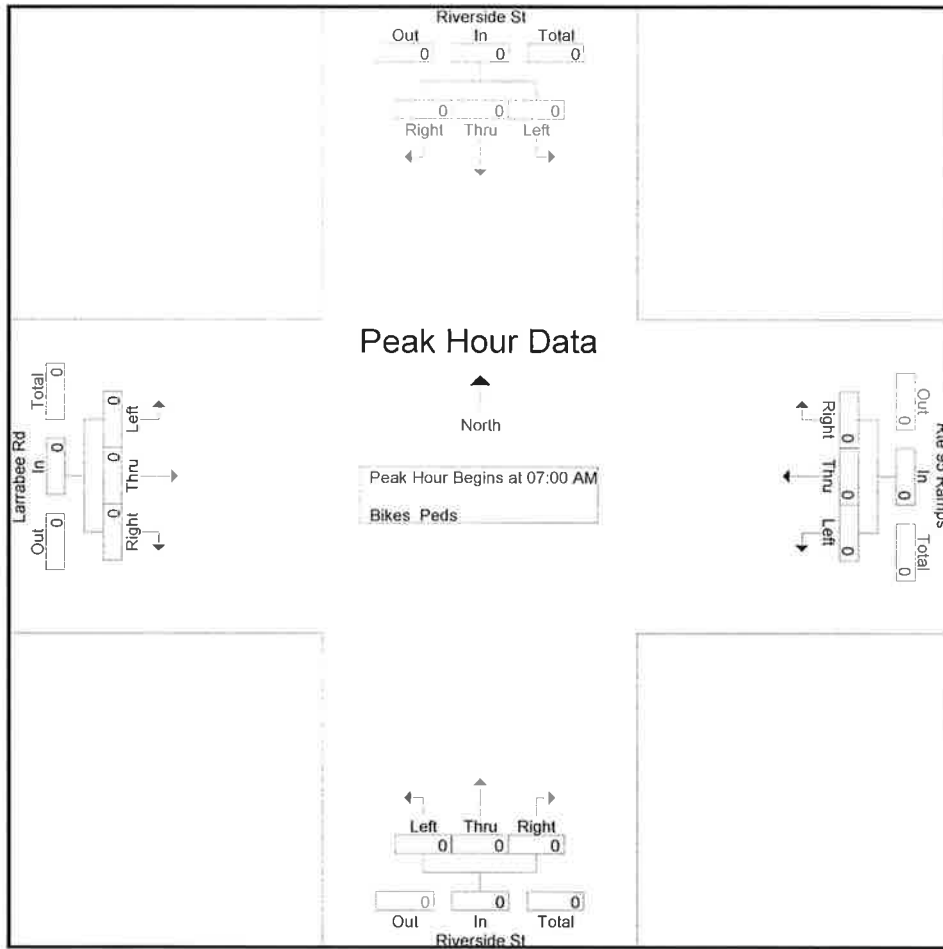 Riverside St
Out In Total
0 0 0
0 0 0
Right Thru Left
Peak Hour Data
North
Peak Hour Begins at 07:00 AM
Bikes Peds
Larrabee Rd
Total In Out
0 0 0
0 0 0
Left Thru Right
Right Thru Left
0 0 0
0 0 0
Out In Total
Rte 95 Ramps
Left Thru Right
0 0 0
0 0 0
Out In Total
Riverside St